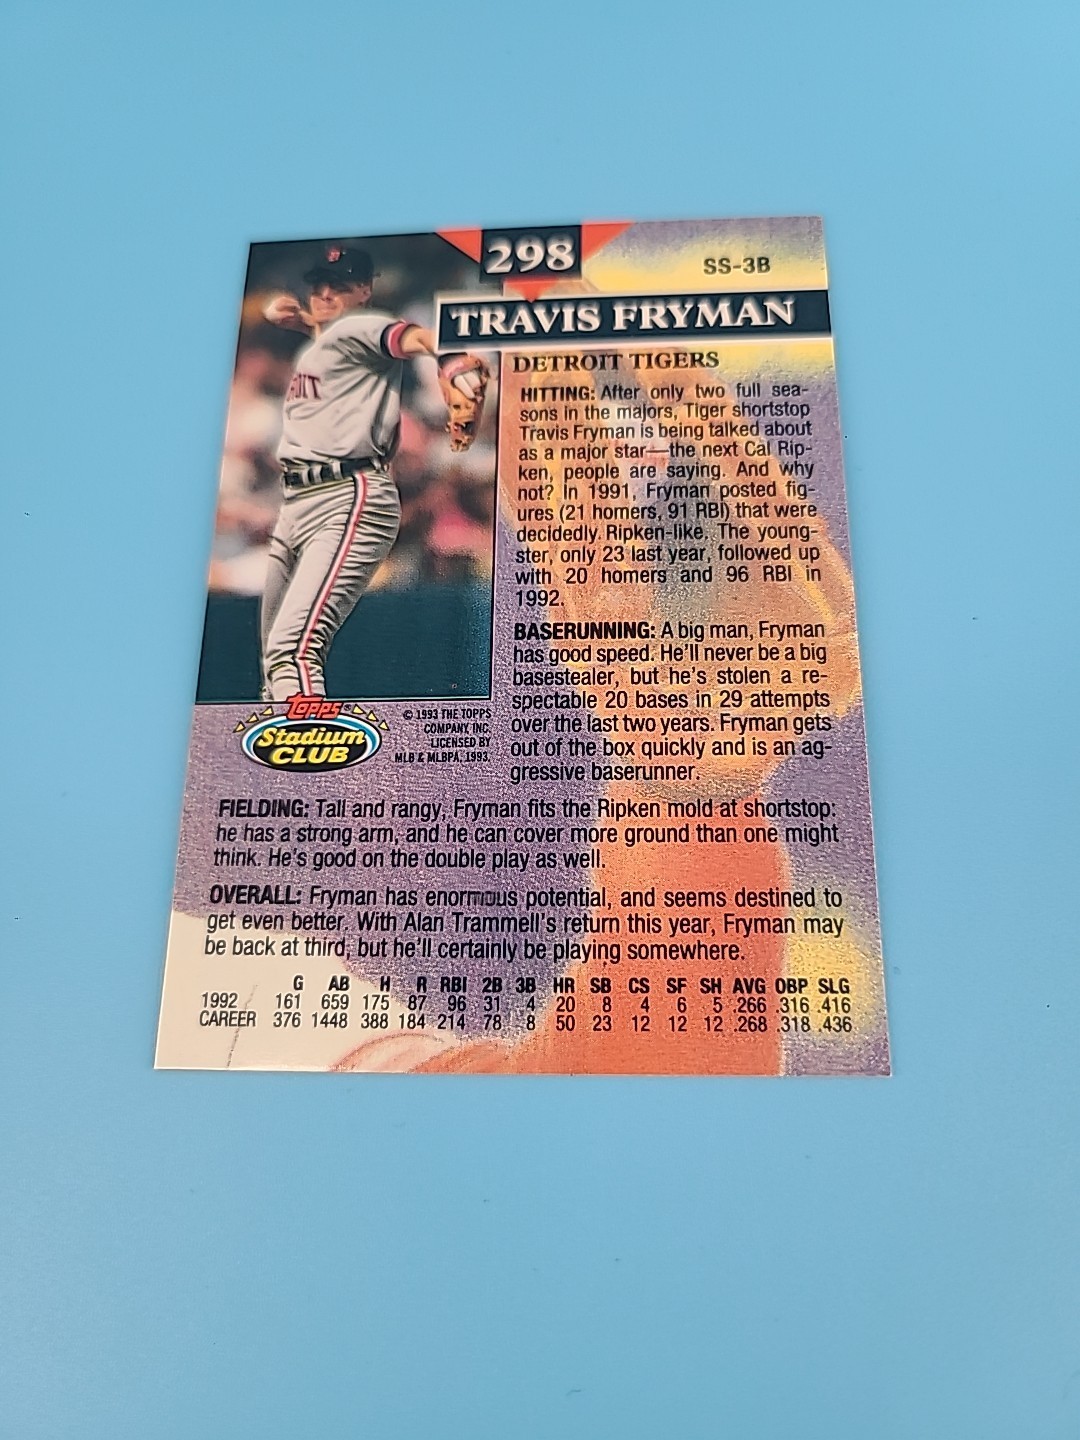 298
SS-3B
TRAVIS FRYMAN
DETROIT TIGERS
HITTING: After only two full sea-
sons in the majors, Tiger shortstop
Travis Fryman is being talked about
as a major star—the next Cal Rip-
ken, people are saying. And why
not? In 1991, Fryman posted fig-
ures (21 homers, 91 RBI) that were
decidedly Ripken-like. The young-
ster, only 23 last year, followed up
with 20 homers and 96 RBI in
1992.
BASERUNNING: A big man, Fryman
has good speed. He'll never be a big
basestealer, but he's stolen a re-
spectable 20 bases in 29 attempts
over the last two years. Fryman gets
out of the box quickly and is an ag-
gressive baserunner.
Topps®
Stadium
CLUB
© 1993 THE TOPPS
COMPANY, INC.
LICENSED BY
MLB & MLBPA, 1993.
FIELDING: Tall and rangy, Fryman fits the Ripken mold at shortstop:
he has a strong arm, and he can cover more ground than one might
think. He's good on the double play as well.
OVERALL: Fryman has enormous potential, and seems destined to
get even better. With Alan Trammell's return this year, Fryman may
be back at third, but he'll certainly be playing somewhere.
G AB H R RBI 2B 3B HR SB CS SF SH AVG OBP SLG
1992 161 659 175 87 96 31 4 20 8 4 6 5 .266 .316 .416
CAREER 376 1448 388 184 214 78 8 50 23 12 12 12 .268 .318 .436